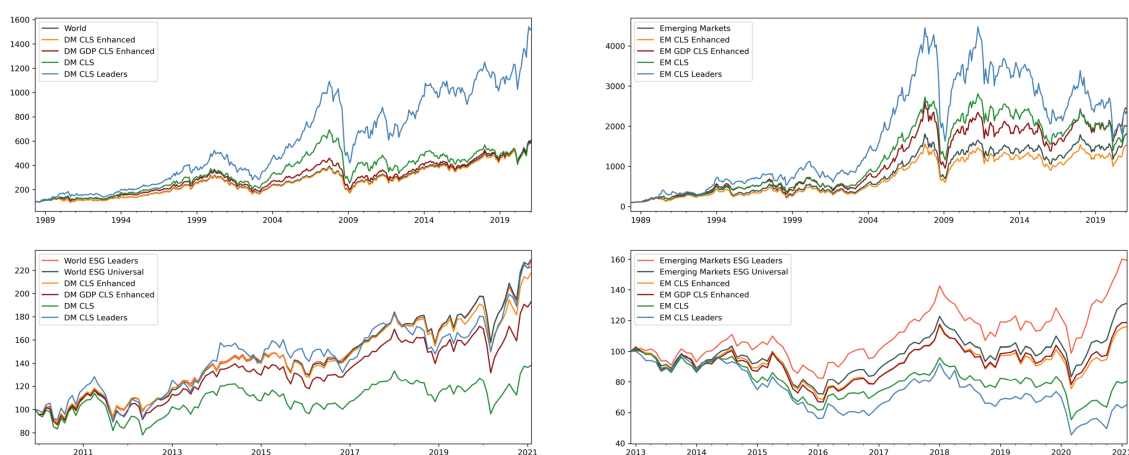 1600
1400
1200
1000
800
600
400
200
World
DM CLS Enhanced
DM GDP CLS Enhanced
DM CLS
DM CLS Leaders
1989 1994 1999 2004 2009 2014 2019
4000
3000
2000
1000
0
Emerging Markets
EM CLS Enhanced
EM GDP CLS Enhanced
EM CLS
EM CLS Leaders
1989 1994 1999 2004 2009 2014 2019
220
200
180
160
140
120
100
80
World ESG Leaders
World ESG Universal
DM CLS Enhanced
DM GDP CLS Enhanced
DM CLS
DM CLS Leaders
2011 2013 2015 2017 2019 2021
160
140
120
100
80
60
40
Emerging Markets ESG Leaders
Emerging Markets ESG Universal
EM CLS Enhanced
EM GDP CLS Enhanced
EM CLS
EM CLS Leaders
2013 2014 2015 2016 2017 2018 2019 2020 2021